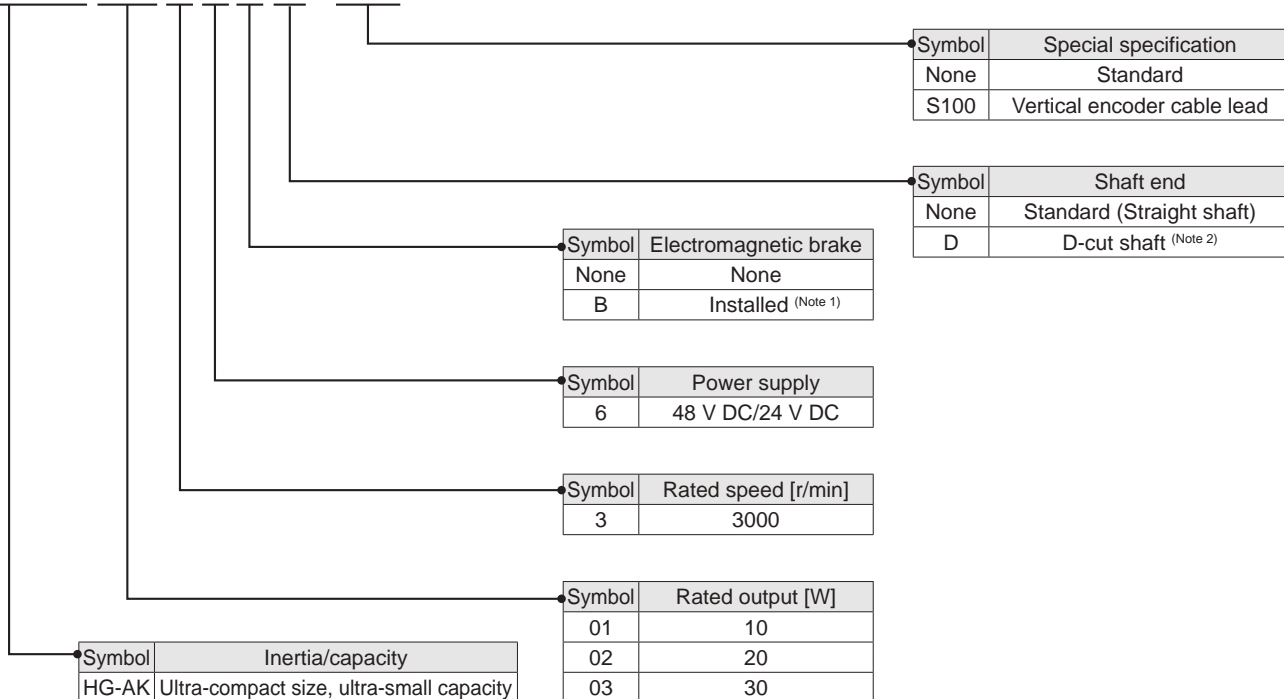 Symbol Special specification
None Standard
S100 Vertical encoder cable lead
Symbol Shaft end
None Standard (Straight shaft)
D D-cut shaft (Note 2)
Symbol Electromagnetic brake
None None
B Installed (Note 1)
Symbol Power supply
6 48 V DC/24 V DC
Symbol Rated speed [r/min]
3 3000
Symbol Rated output [W]
01 10
02 20
03 30
Symbol Inertia/capacity
HG-AK Ultra-compact size, ultra-small capacity